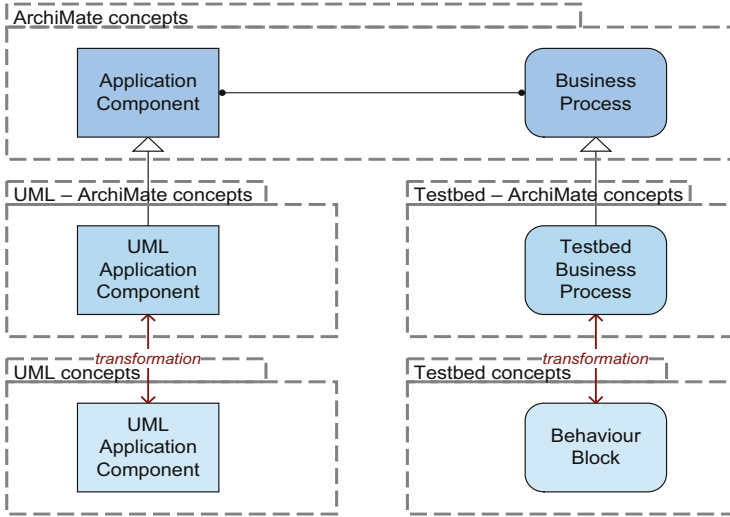 ArchiMate concepts
Application
Component
Business
Process
UML – ArchiMate concepts
Testbed – ArchiMate concepts
UML
Application
Component
Testbed
Business
Process
transformation
transformation
UML concepts
Testbed concepts
UML
Application
Component
Behaviour
Block